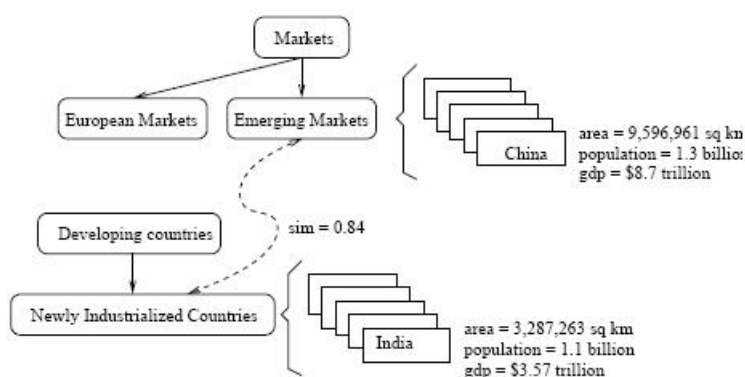 Markets
European Markets
Emerging Markets
China
area = 9,596,961 sq km
population = 1.3 billion
gdp = $8.7 trillion
sim = 0.84
Developing countries
Newly Industrialized Countries
India
area = 3,287,263 sq km
population = 1.1 billion
gdp = $3.57 trillion